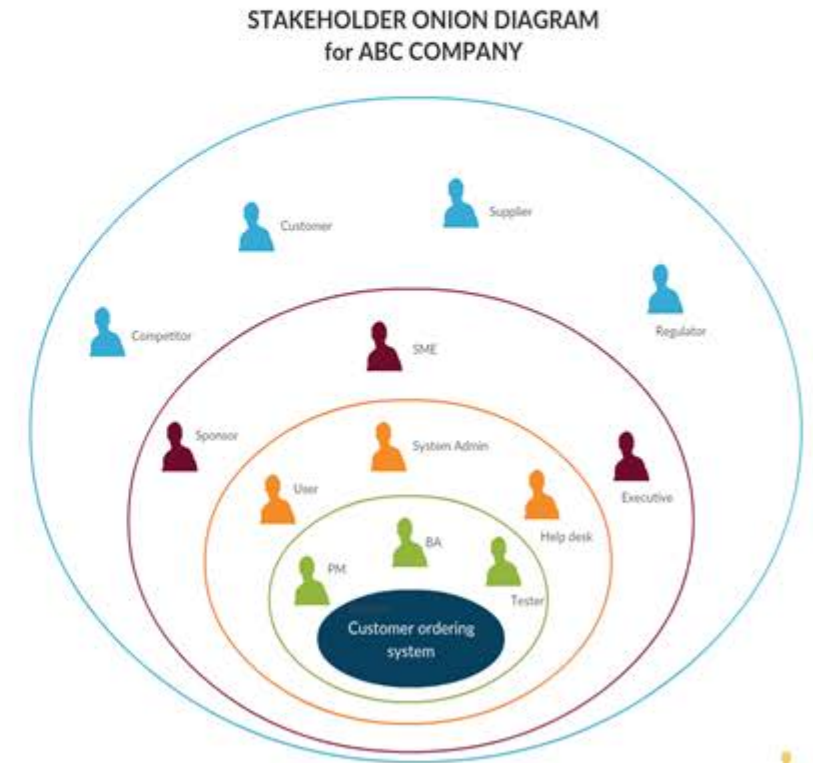 STAKEHOLDER ONION DIAGRAM
for ABC COMPANY
Supplier
Customer
Regulator
Competitor
SME
Sponsor
System Admin
User
Executive
Help desk
BA
PM
Tester
Customer ordering
system